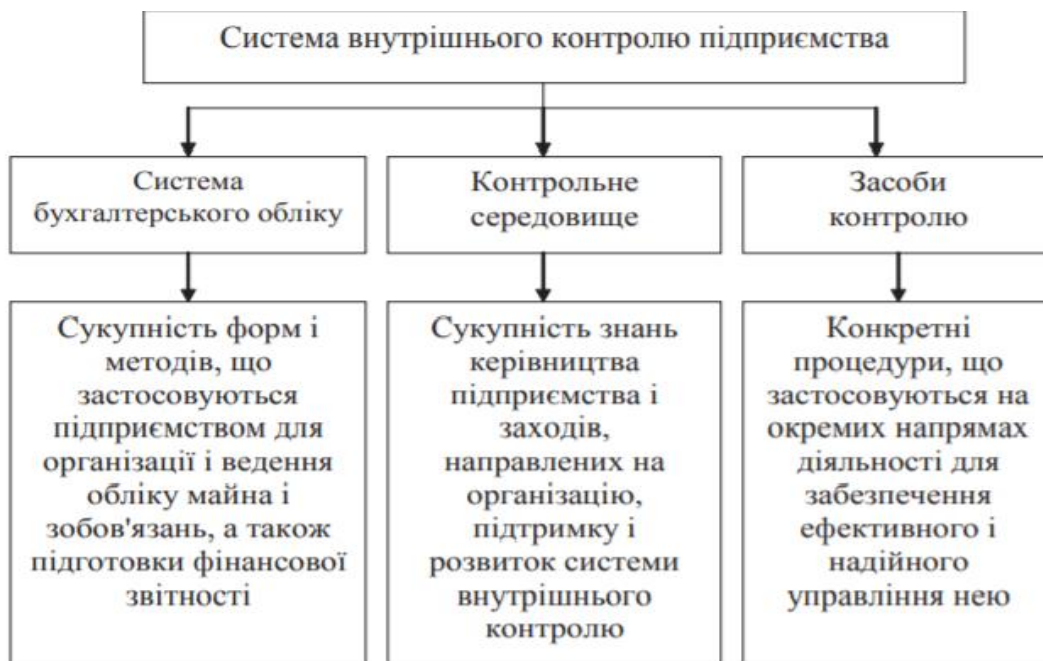 Система внутрішнього контролю підприємства
Система
бухгалтерського обліку
Контрольне
середовище
Засоби
контролю
Сукупність форм і
методів, що
застосовуються
підприємством для
організації і ведення
обліку майна і
зобов'язань, а також
підготовки фінансової
звітності
Сукупність знань
керівництва
підприємства і
заходів,
направлених на
організацію,
підтримку і
розвиток системи
внутрішнього
контролю
Конкретні
процедури, що
застосовуються на
окремих напрямах
діяльності для
забезпечення
ефективного і
надійного
управління нею